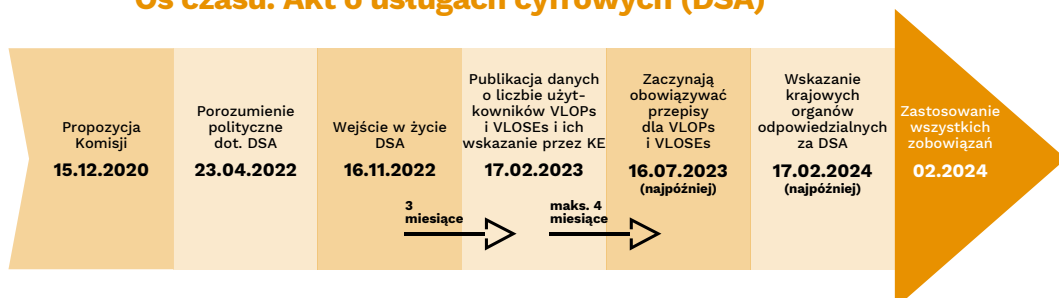 Oś czasu. Akt o usługach cyfrowych (DSA)
Propozycja
Komisji
15.12.2020
Porozumienie
polityczne
dot. DSA
23.04.2022
Wejście w życie
DSA
16.11.2022
Publikacja danych
o liczbie użyt-
kowników VLOPs
i VLOSEs i ich
wskazanie przez KE
17.02.2023
Zaczynają
obowiązywać
przepisy
dla VLOPs
i VLOSEs
16.07.2023
(najpóźniej)
Wskazanie
krajowych
organów
odpowiedzialnych
za DSA
17.02.2024
(najpóźniej)
Zastosowanie
wszystkich
zobowiązań
02.2024
3
miesiące
maks. 4
miesiące